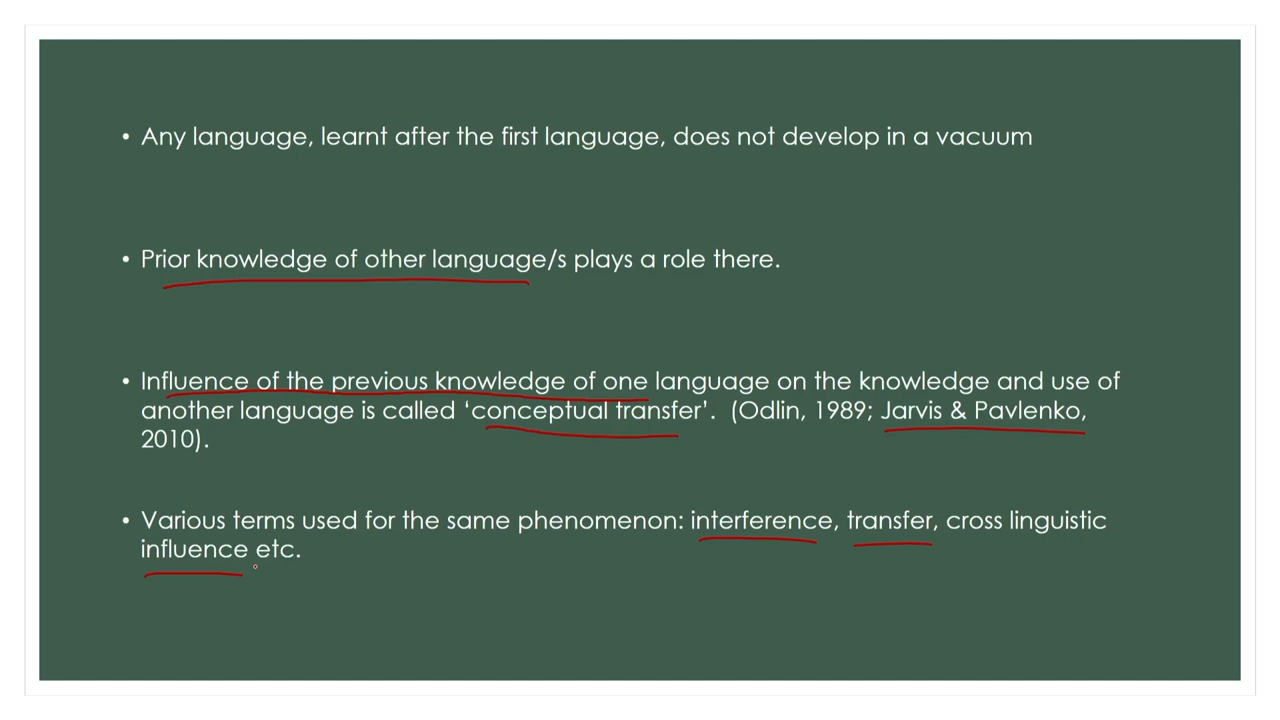 • Any language, learnt after the first language, does not develop in a vacuum
• Prior knowledge of other language/s plays a role there.
• Influence of the previous knowledge of one language on the knowledge and use of
another language is called ‘conceptual transfer’. (Odlin, 1989; Jarvis & Pavlenko,
2010).
• Various terms used for the same phenomenon: interference, transfer, cross linguistic
influence etc.